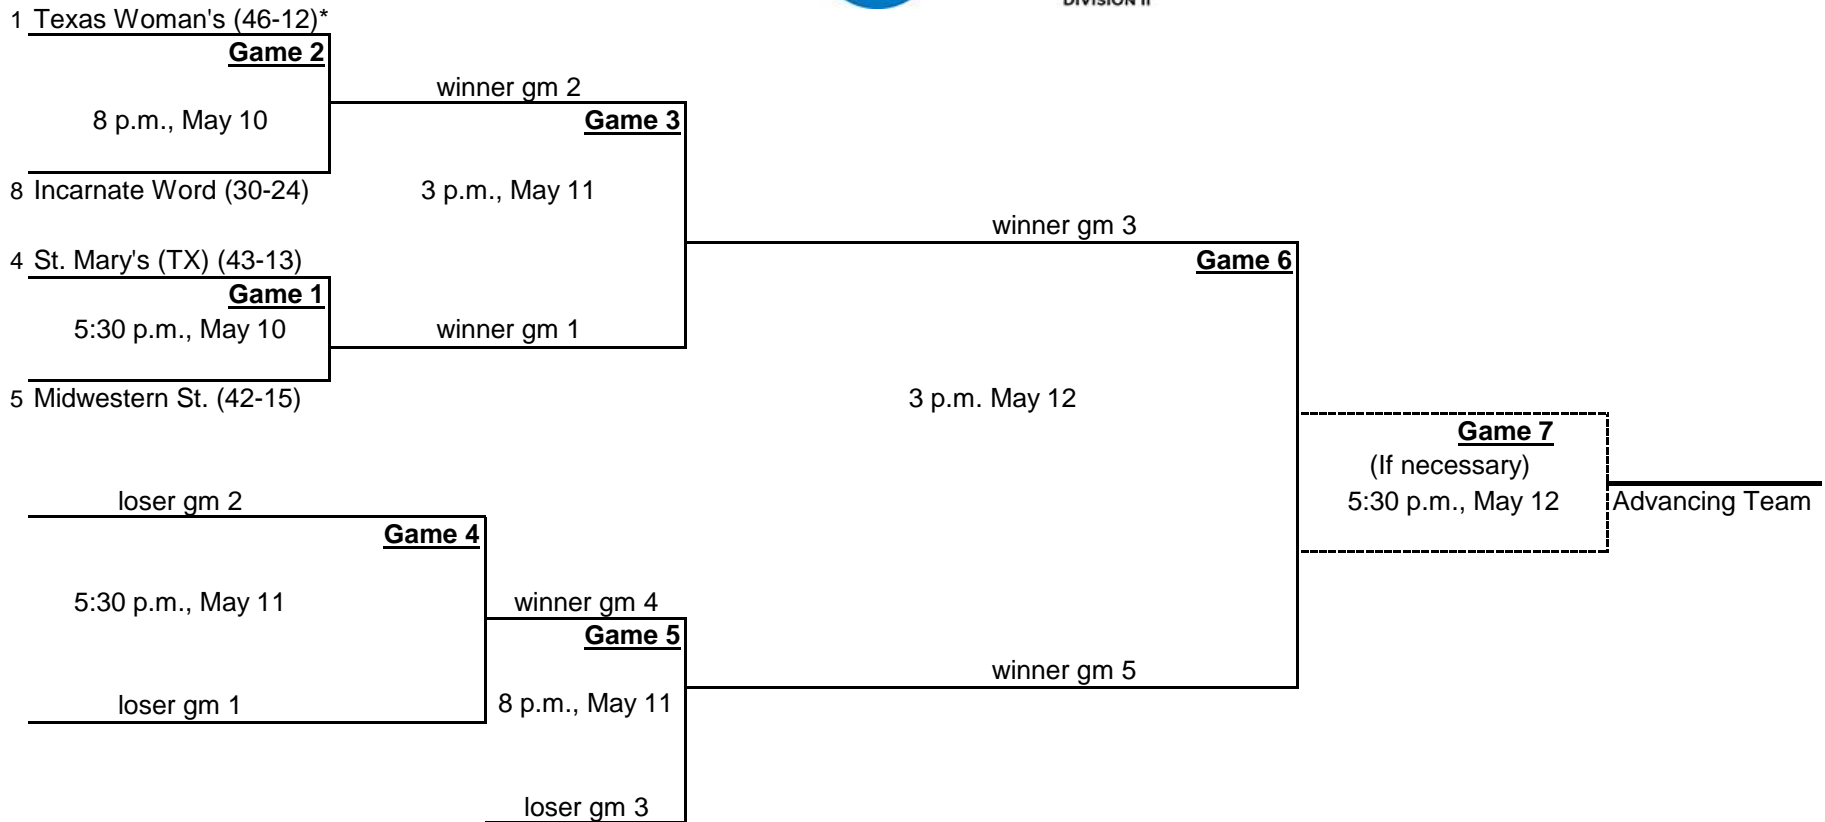 DIVISION II
1 Texas Woman's (46-12)*
Game 2
winner gm 2
8 p.m., May 10
Game 3
8 Incarnate Word (30-24)
3 p.m., May 11
winner gm 3
4 St. Mary's (TX) (43-13)
Game 6
Game 1
5:30 p.m., May 10
winner gm 1
5 Midwestern St. (42-15)
3 p.m. May 12
Game 7
(If necessary)
loser gm 2
5:30 p.m., May 12
Advancing Team
Game 4
5:30 p.m., May 11
winner gm 4
Game 5
winner gm 5
loser gm 1
8 p.m., May 11
loser gm 3